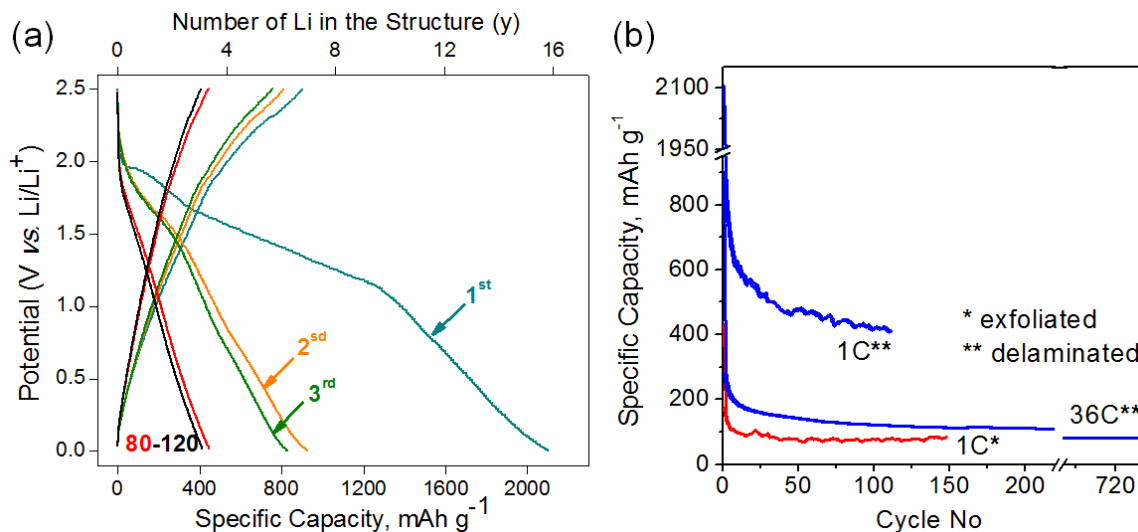 (a)
Number of Li in the Structure (y)
0 4 8 12 16
Potential (V vs. Li/Li+)
2.5
2.0
1.5
1.0
0.5
0.0
1st
2sd
3rd
80-120
0 400 800 1200 1600 2000
Specific Capacity, mAh g-1
(b)
Specific Capacity, mAh g-1
2100
1950
800
600
400
200
0
1C**
* exfoliated
** delaminated
36C**
1C*
0 50 100 150 200 720
Cycle No